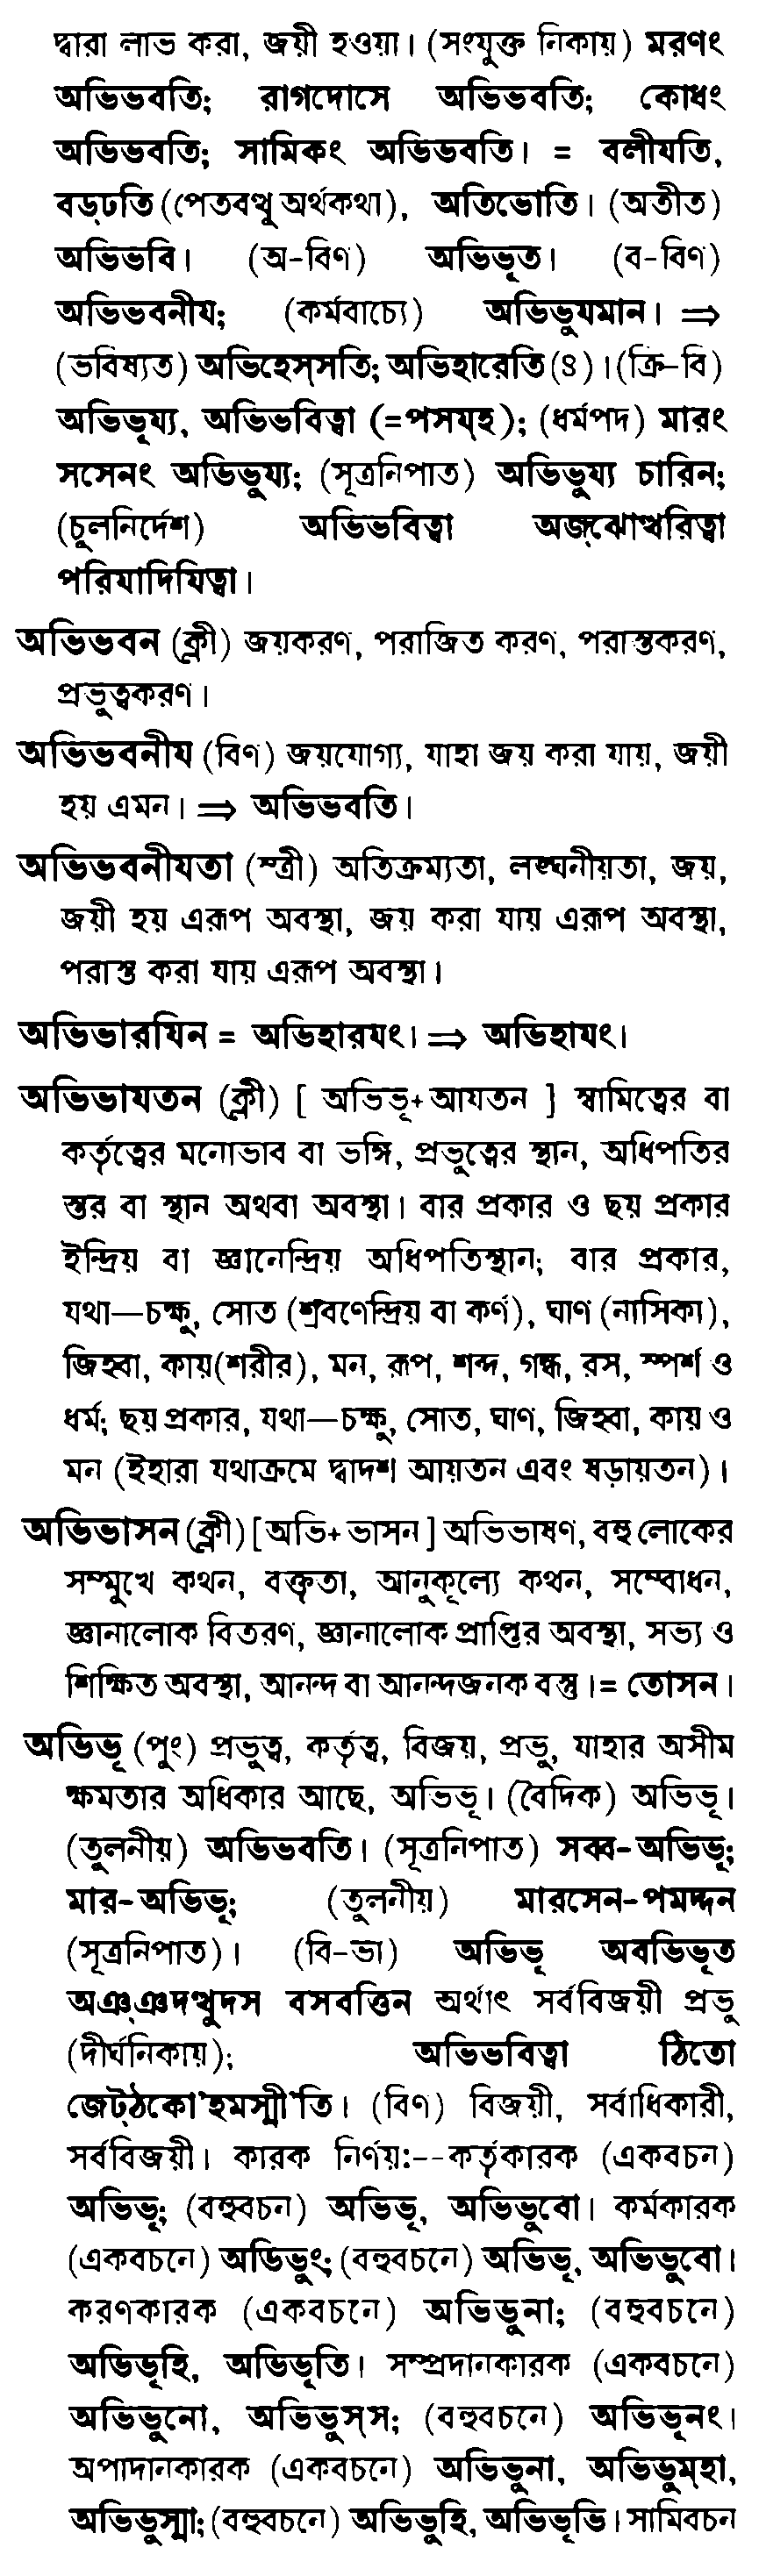 দ্বারা লাভ করা, জয়ী হওয়া। (সংযুক্ত নিকায়) মরণং
অভিভবতি; রাগদোসে অভিভবতি; কোধং
অভিভবতি; সামিকং অভিভবতি। = বলীযতি,
বড্ঢতি (পেতবত্থু অর্থকথা), অতিভোতি। (অতীত)
অভিভবি। (অ-বিণ) অভিভূত। (ব-বিণ)
অভিভবনীয; (কর্মবাচ্যে) অভিভুযমান। ⇒
(ভবিষ্যত) অভিহেস্সতি; অভিহারেতি (৪)। (ক্রি-বি)
অভিভূয্য, অভিভবিত্বা (=পসয্হ); (ধর্মপদ) মারং
সসেনং অভিভুয্য; (সূত্রনিপাত) অভিভুয্য চারিন;
(চুলনির্দেশ) অভিভবিত্বা অজ্ঝোত্থরিত্বা
পরিযাদিযিত্বা।
অভিভবন (ক্লী) জয়করণ, পরাজিত করণ, পরাস্তকরণ,
প্রভুত্বকরণ।
অভিভবনীয (বিণ) জয়যোগ্য, যাহা জয় করা যায়, জয়ী
হয় এমন। ⇒ অভিভবতি।
অভিভবনীযতা (স্ত্রী) অতিক্রম্যতা, লঙ্ঘনীয়তা, জয়,
জয়ী হয় এরূপ অবস্থা, জয় করা যায় এরূপ অবস্থা,
পরাস্ত করা যায় এরূপ অবস্থা।
অভিভারযিন = অভিহারযং। ⇒ অভিহাযং।
অভিভাযতন (ক্লী) [ অভিভূ+আযতন ] স্বামিত্বের বা
কর্তৃত্বের মনোভাব বা ভঙ্গি, প্রভুত্বের স্থান, অধিপতির
স্তর বা স্থান অথবা অবস্থা। বার প্রকার ও ছয় প্রকার
ইন্দ্রিয় বা জ্ঞানেন্দ্রিয় অধিপতিস্থান; বার প্রকার,
যথা—চক্ষু, সোত (শ্রবণেন্দ্রিয় বা কর্ণ), ঘাণ (নাসিকা),
জিহ্বা, কায়(শরীর), মন, রূপ, শব্দ, গন্ধ, রস, স্পর্শ ও
ধর্ম; ছয় প্রকার, যথা—চক্ষু, সোত, ঘাণ, জিহ্বা, কায় ও
মন (ইহারা যথাক্রমে দ্বাদশ আয়তন এবং ষড়ায়তন)।
অভিভাসন (ক্লী) [অভি+ভাসন] অভিভাষণ, বহু লোকের
সম্মুখে কথন, বক্তৃতা, আনুকূল্যে কথন, সম্বোধন,
জ্ঞানালোক বিতরণ, জ্ঞানালোক প্রাপ্তির অবস্থা, সভ্য ও
শিক্ষিত অবস্থা, আনন্দ বা আনন্দজনক বস্তু। = তোসন।
অভিভূ (পুং) প্রভুত্ব, কর্তৃত্ব, বিজয়, প্রভু, যাহার অসীম
ক্ষমতার অধিকার আছে, অভিভূ। (বৈদিক) অভিভূ।
(তুলনীয়) অভিভবতি। (সূত্রনিপাত) সব্ব-অভিভূ;
মার-অভিভূ; (তুলনীয়) মারসেন-পমদ্দন
(সূত্রনিপাত)। (বি-ভা) অভিভূ অবভিভূত
অঞ্ঞদত্থুদস বসবত্তিন অর্থাৎ সর্ববিজয়ী প্রভু
(দীর্ঘনিকায়); অভিভবিত্বা ঠিতো
জেট্ঠকো'হমস্মী'তি। (বিণ) বিজয়ী, সর্বাধিকারী,
সর্ববিজয়ী। কারক নির্ণয়:--কর্তৃকারক (একবচন)
অভিভূ; (বহুবচন) অভিভূ, অভিভুবো। কর্মকারক
(একবচনে) অভিভুং; (বহুবচনে) অভিভূ, অভিভুবো।
করণকারক (একবচনে) অভিভুনা; (বহুবচনে)
অভিভূহি, অভিভূতি। সম্প্রদানকারক (একবচনে)
অভিভুনো, অভিভুস্স; (বহুবচনে) অভিভূনং।
অপাদানকারক (একবচনে) অভিভুনা, অভিভুম্হা,
অভিভুস্মা; (বহুবচনে) অভিভুহি, অভিভূভি। সামিবচন